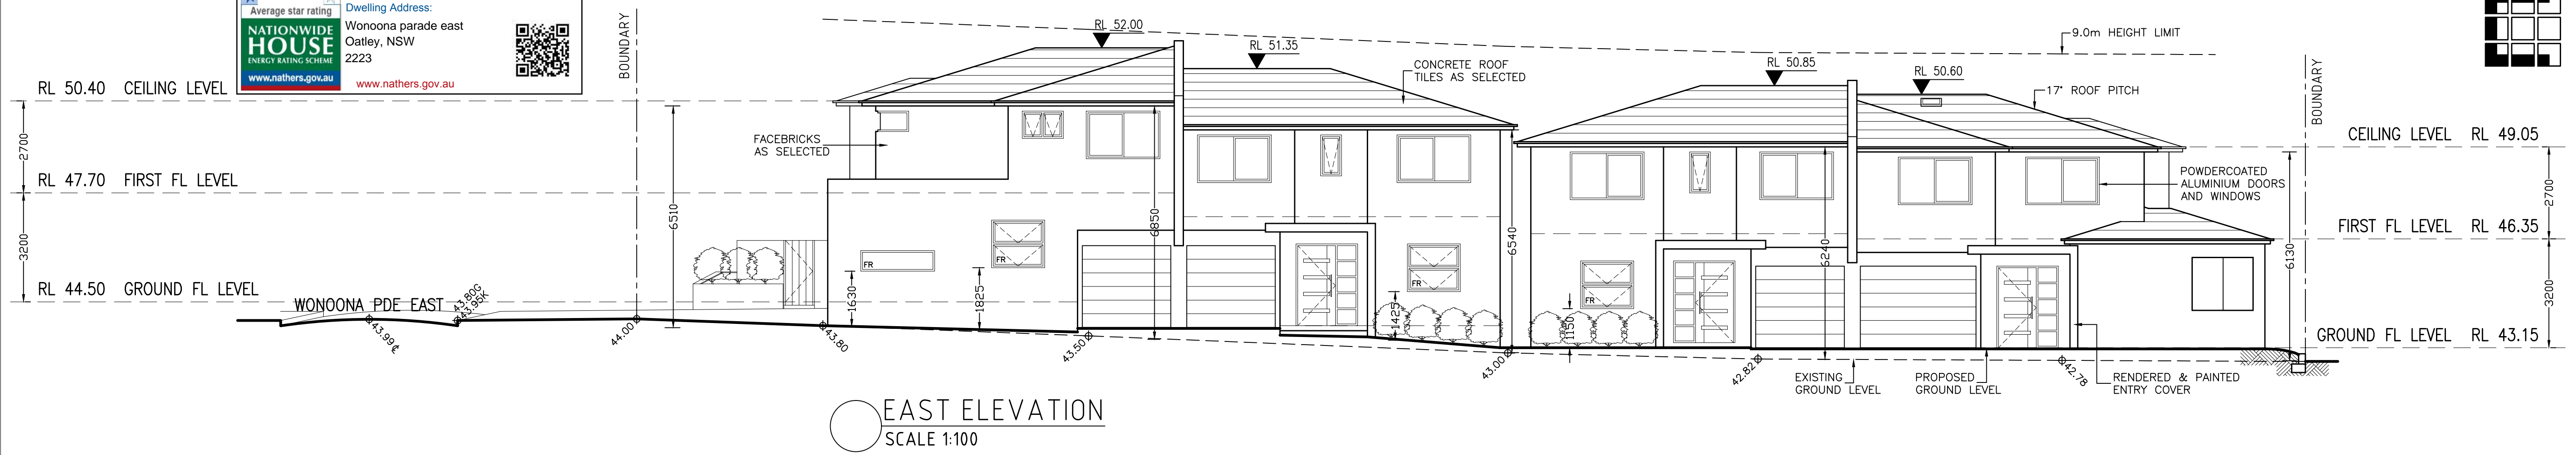 Average star rating
NATIONWIDE
HOUSE
ENERGY RATING SCHEME
www.nathers.gov.au
Dwelling Address:
Wonoona parade east
Oatley, NSW
2223
www.nathers.gov.au
BOUNDARY
RL 52.00
RL 51.35
9.0m HEIGHT LIMIT
CONCRETE ROOF
TILES AS SELECTED
RL 50.85
RL 50.60
17° ROOF PITCH
BOUNDARY
RL 50.40 CEILING LEVEL
2700
RL 47.70 FIRST FL LEVEL
3200
RL 44.50 GROUND FL LEVEL
FACEBRICKS
AS SELECTED
CEILING LEVEL RL 49.05
2700
FIRST FL LEVEL RL 46.35
3200
GROUND FL LEVEL RL 43.15
POWDERCOATED
ALUMINIUM DOORS
AND WINDOWS
6510
6850
6540
6240
6130
FR
FR
FR
FR
1630
1825
1425
1150
WONOONA PDE EAST
43.80G
43.95K
43.99℄
44.00
43.80
43.50
43.00
42.82
42.78
EXISTING
GROUND LEVEL
PROPOSED
GROUND LEVEL
RENDERED & PAINTED
ENTRY COVER
EAST ELEVATION
SCALE 1:100